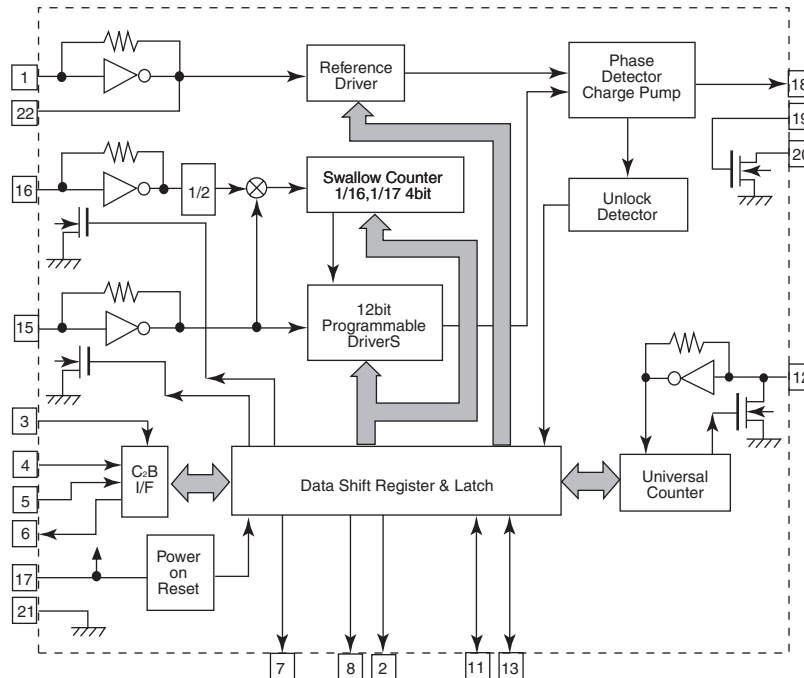 1
Reference
Driver
Phase
Detector
Charge Pump
18
22
19
20
16
1/2
Swallow Counter
1/16,1/17 4bit
Unlock
Detector
15
12bit
Programmable
DriverS
12
3
4
C₂B
I/F
5
6
Data Shift Register & Latch
Universal
Counter
17
Power
on
Reset
21
7
8
2
11
13